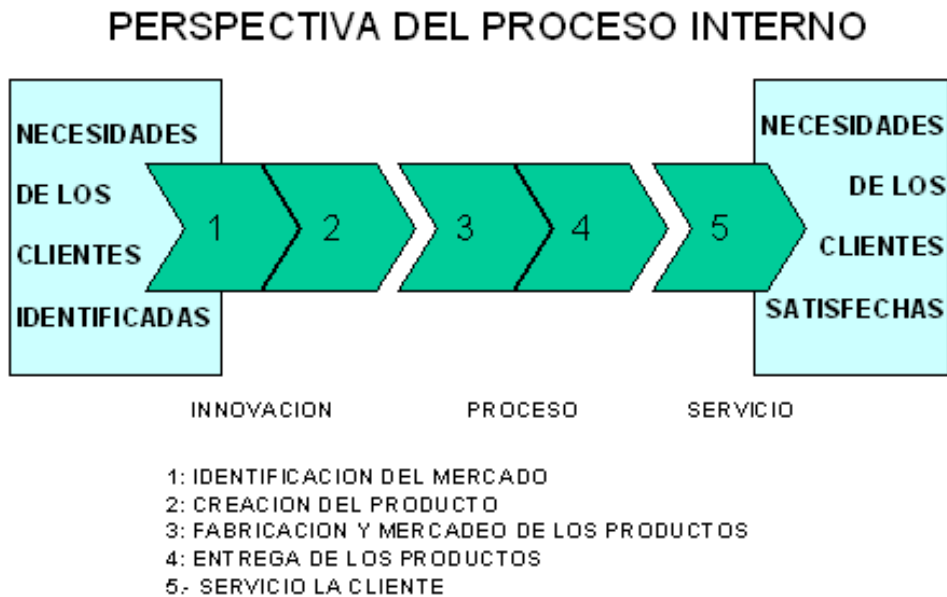 PERSPECTIVA DEL PROCESO INTERNO
NECESIDADES
DE LOS
CLIENTES
IDENTIFICADAS
1
2
3
4
5
NECESIDADES
DE LOS
CLIENTES
SATISFECHAS
INNOVACION
PROCESO
SERVICIO
1: IDENTIFICACION DEL MERCADO
2: CREACION DEL PRODUCTO
3: FABRICACION Y MERCADEO DE LOS PRODUCTOS
4: ENTREGA DE LOS PRODUCTOS
5.- SERVICIO LA CLIENTE